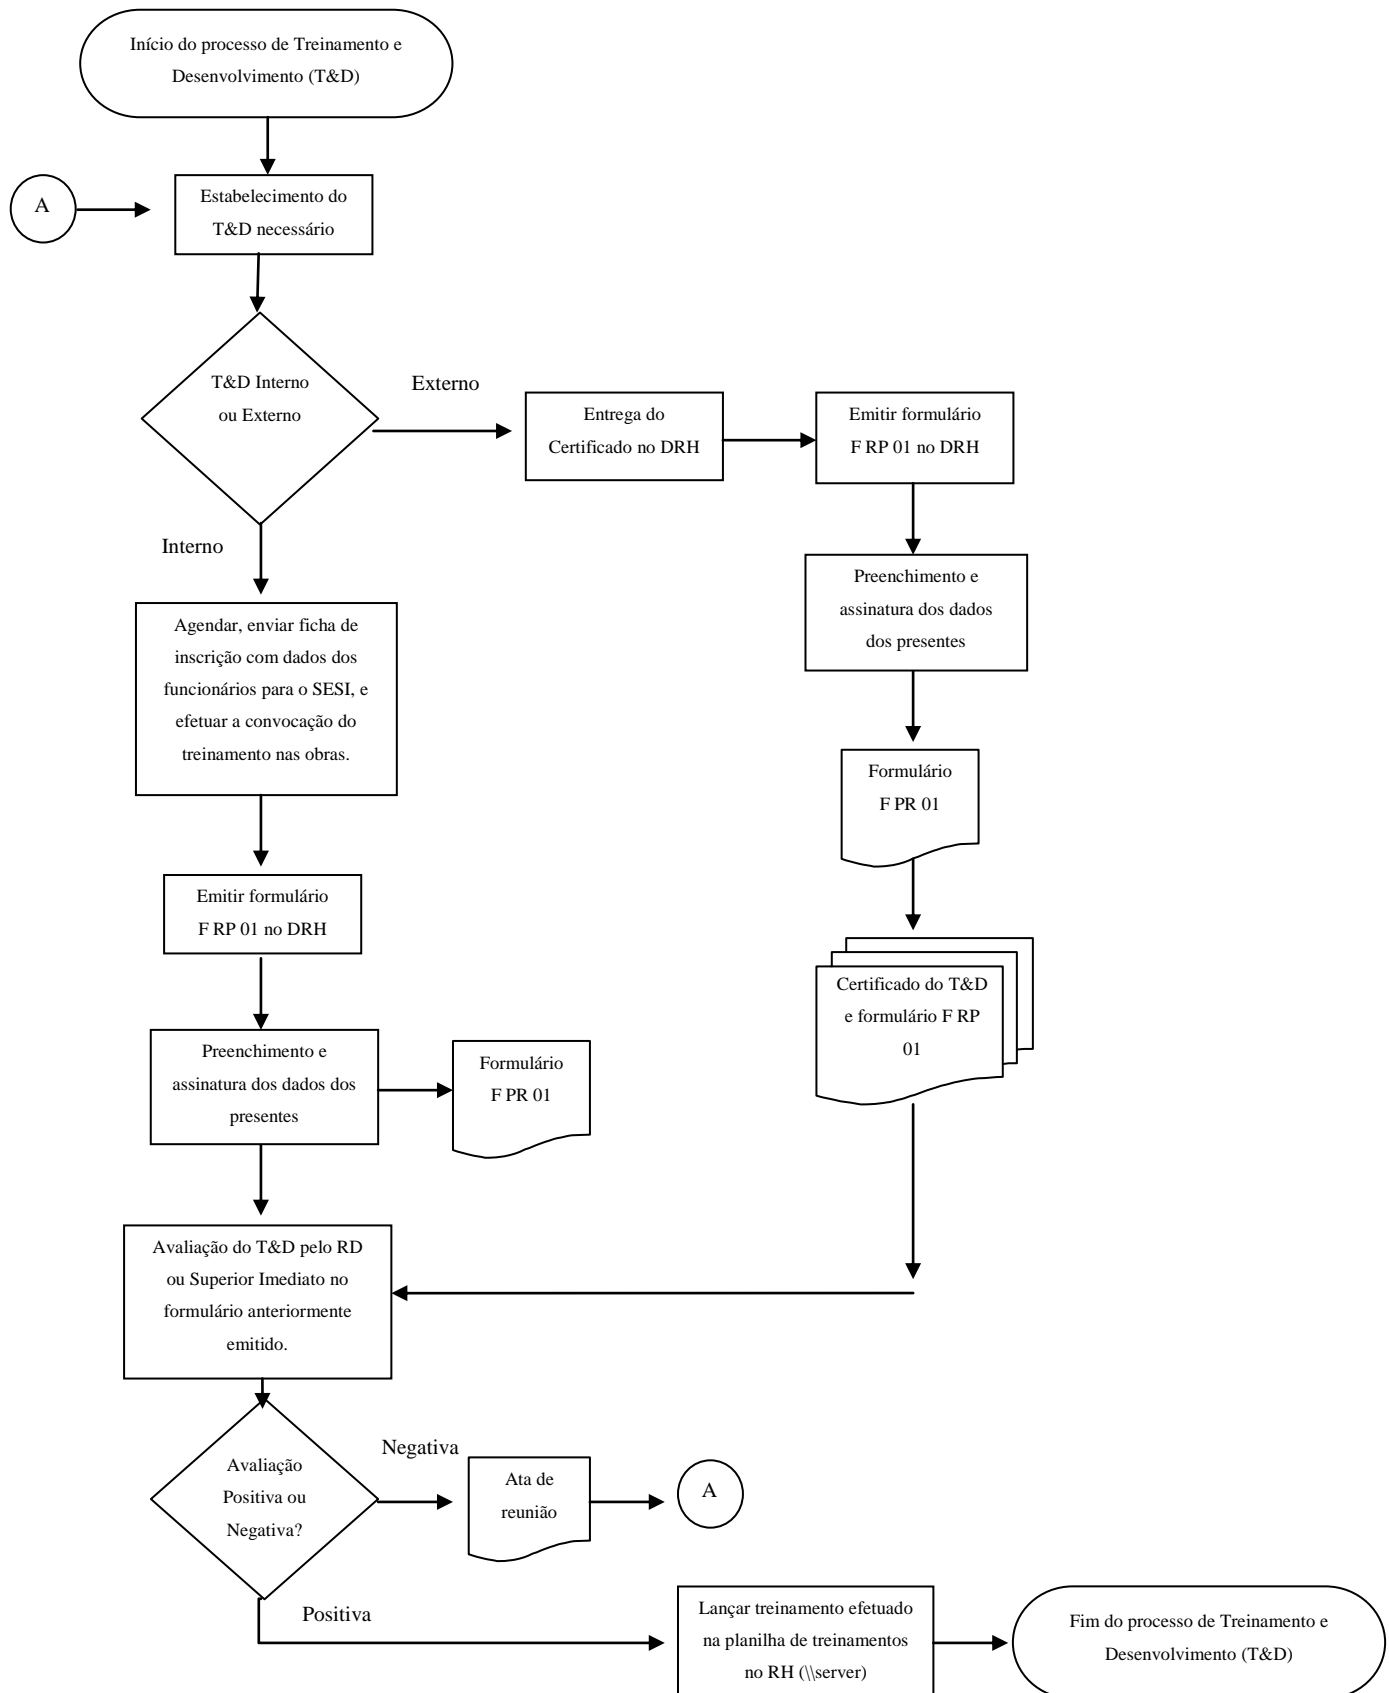 Início do processo de Treinamento e
Desenvolvimento (T&D)
A
Estabelecimento do
T&D necessário
T&D Interno
ou Externo
Externo
Entrega do
Certificado no DRH
Emitir formulário
F RP 01 no DRH
Interno
Preenchimento e
assinatura dos dados
dos presentes
Agendar, enviar ficha de
inscrição com dados dos
funcionários para o SESI, e
efetuar a convocação do
treinamento nas obras.
Formulário
F PR 01
Emitir formulário
F RP 01 no DRH
Certificado do T&D
e formulário F RP
01
Preenchimento e
assinatura dos dados dos
presentes
Formulário
F PR 01
Avaliação do T&D pelo RD
ou Superior Imediato no
formulário anteriormente
emitido.
Avaliação
Positiva ou
Negativa?
Negativa
Ata de
reunião
A
Positiva
Lançar treinamento efetuado
na planilha de treinamentos
no RH (\\server)
Fim do processo de Treinamento e
Desenvolvimento (T&D)